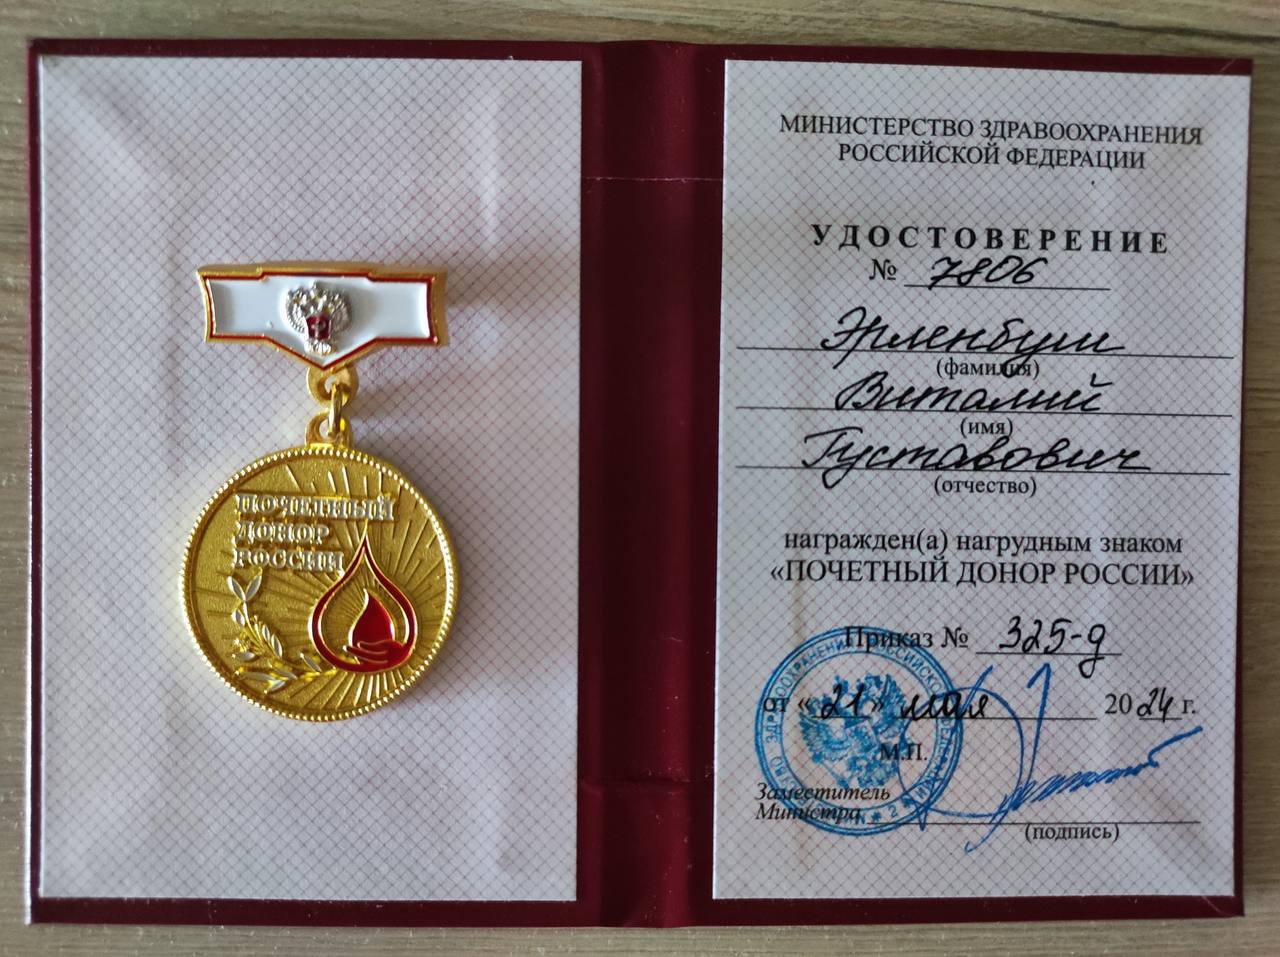 ПОЧЕТНЫЙ
ДОНОР
РОССИИ
МИНИСТЕРСТВО ЗДРАВООХРАНЕНИЯ
РОССИЙСКОЙ ФЕДЕРАЦИИ
УДОСТОВЕРЕНИЕ
№ 7806
Эрленбуш
(фамилия)
Виталий
(имя)
Густавович
(отчество)
награжден(а) нагрудным знаком
«ПОЧЕТНЫЙ ДОНОР РОССИИ»
Приказ № 325-д
от «21» мая 2024 г.
М.П.
Заместитель
Министра
(подпись)